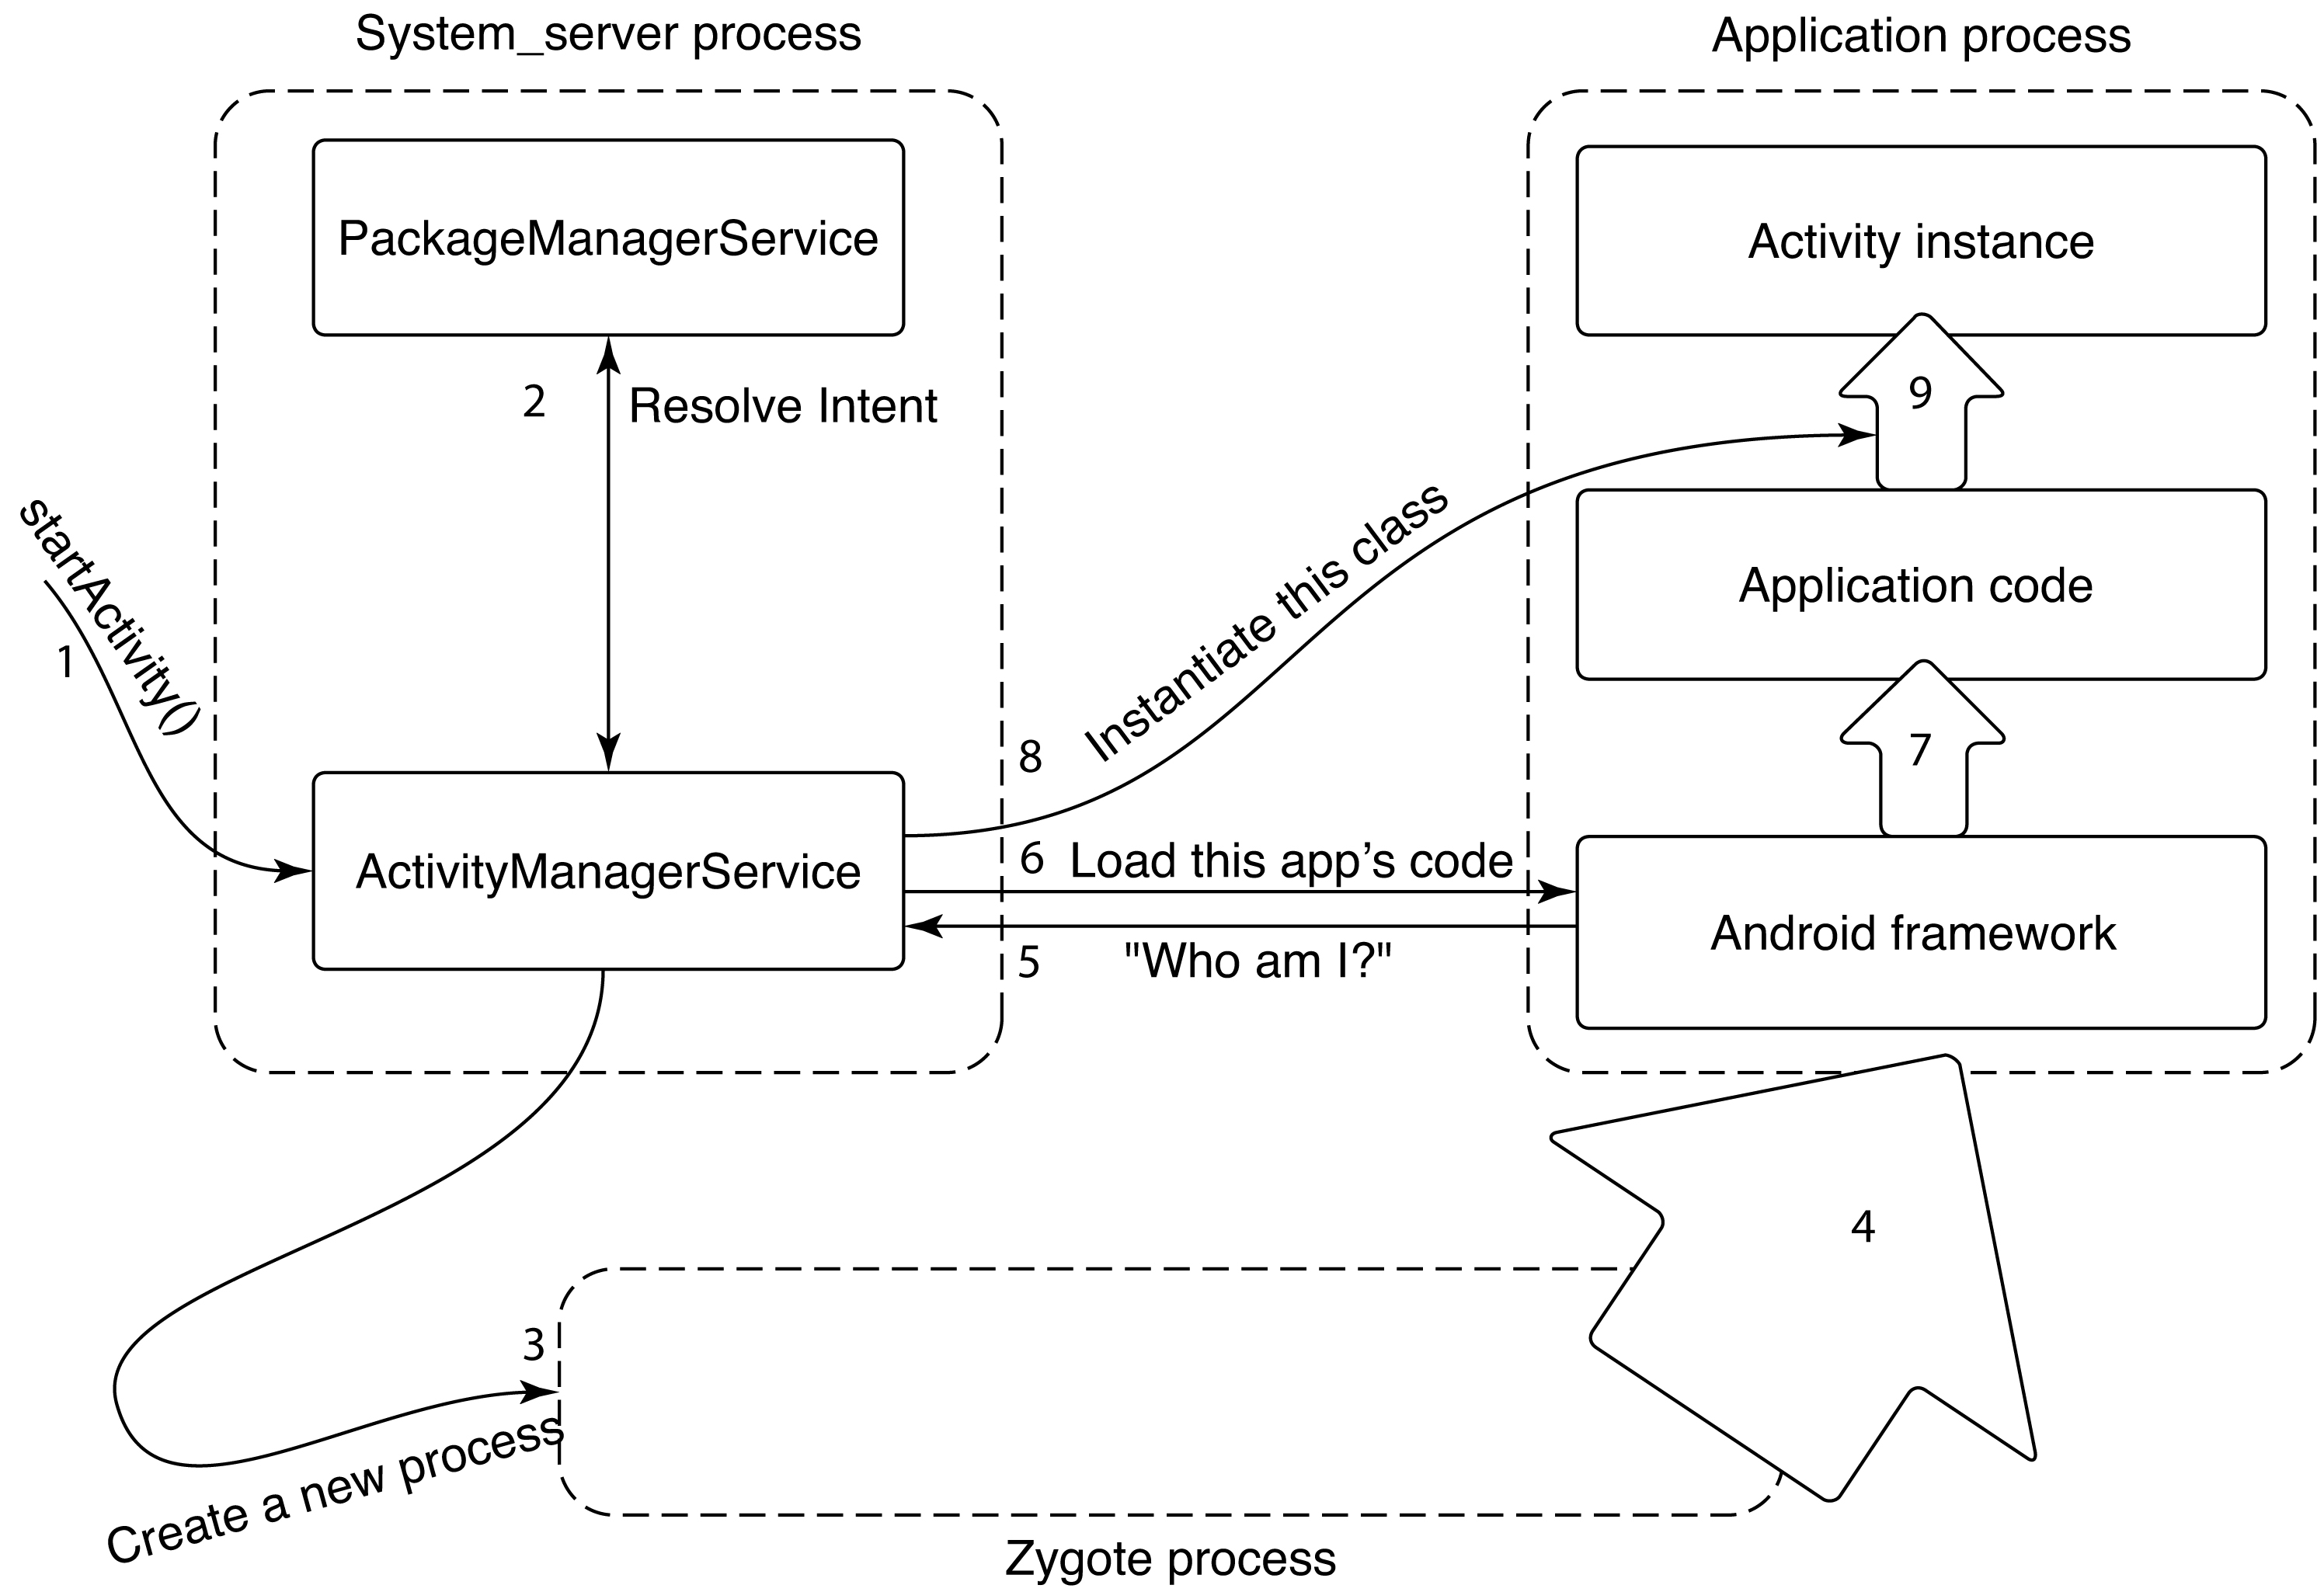 System_server process
Application process
PackageManagerService
Activity instance
2
Resolve Intent
9
startActivity()
1
Application code
8
Instantiate this class
7
ActivityManagerService
6 Load this app's code
5 "Who am I?"
Android framework
4
3
Create a new process
Zygote process